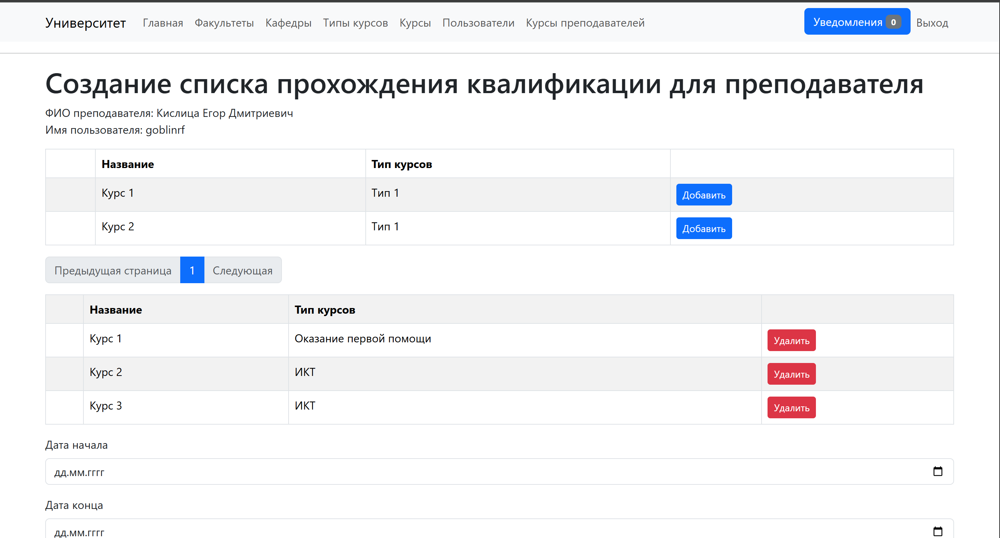 Университет Главная Факультеты Кафедры Типы курсов Курсы Пользователи Курсы преподавателей Уведомления 0 Выход
Создание списка прохождения квалификации для преподавателя
ФИО преподавателя: Кислица Егор Дмитриевич
Имя пользователя: goblinrf
Название Тип курсов
Курс 1 Тип 1 Добавить
Курс 2 Тип 1 Добавить
Предыдущая страница 1 Следующая
Название Тип курсов
Курс 1 Оказание первой помощи Удалить
Курс 2 ИКТ Удалить
Курс 3 ИКТ Удалить
Дата начала
дд.мм.гггг
Дата конца
дд.мм.гггг